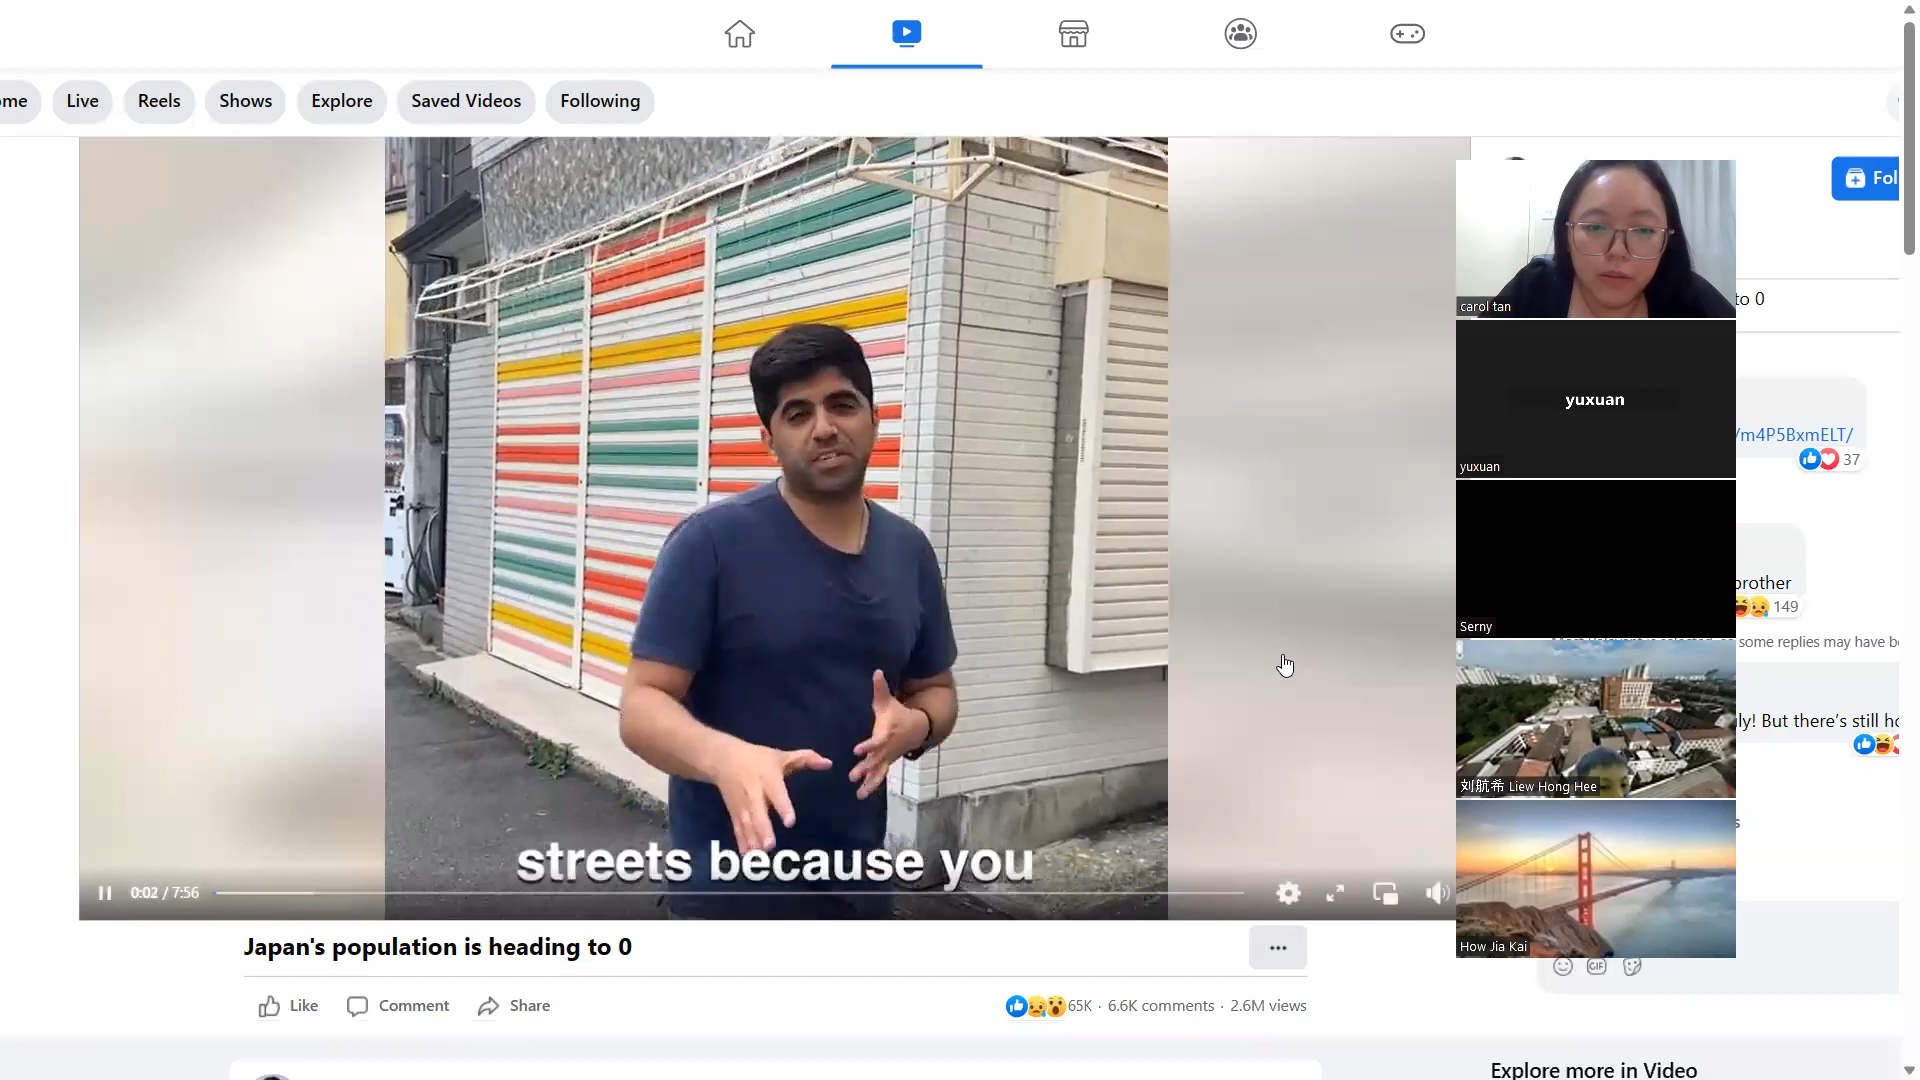 Live
Reels
Shows
Explore
Saved Videos
Following
Fol
carol tan
to 0
yuxuan
yuxuan
/m4P5BxmELT/
37
brother
149
Serny
some replies may have be
But there's still
刘航希 Liew Hong Hee
streets because you
0:02 / 7:56
How Jia Kai
GIF
Japan's population is heading to 0
Like
Comment
Share
65K · 6.6K comments · 2.6M views
Explore more in Video